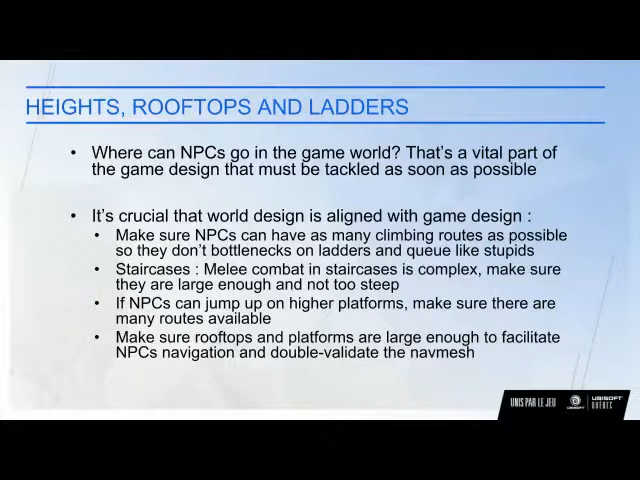 HEIGHTS, ROOFTOPS AND LADDERS
• Where can NPCs go in the game world? That's a vital part of
the game design that must be tackled as soon as possible
• It's crucial that world design is aligned with game design :
• Make sure NPCs can have as many climbing routes as possible
so they don't bottlenecks on ladders and queue like stupids
• Staircases : Melee combat in staircases is complex, make sure
they are large enough and not too steep
• If NPCs can jump up on higher platforms, make sure there are
many routes available
• Make sure rooftops and platforms are large enough to facilitate
NPCs navigation and double-validate the navmesh
UNIS PAR LE JEU
UBISOFT
UBISOFT
QUÉBEC